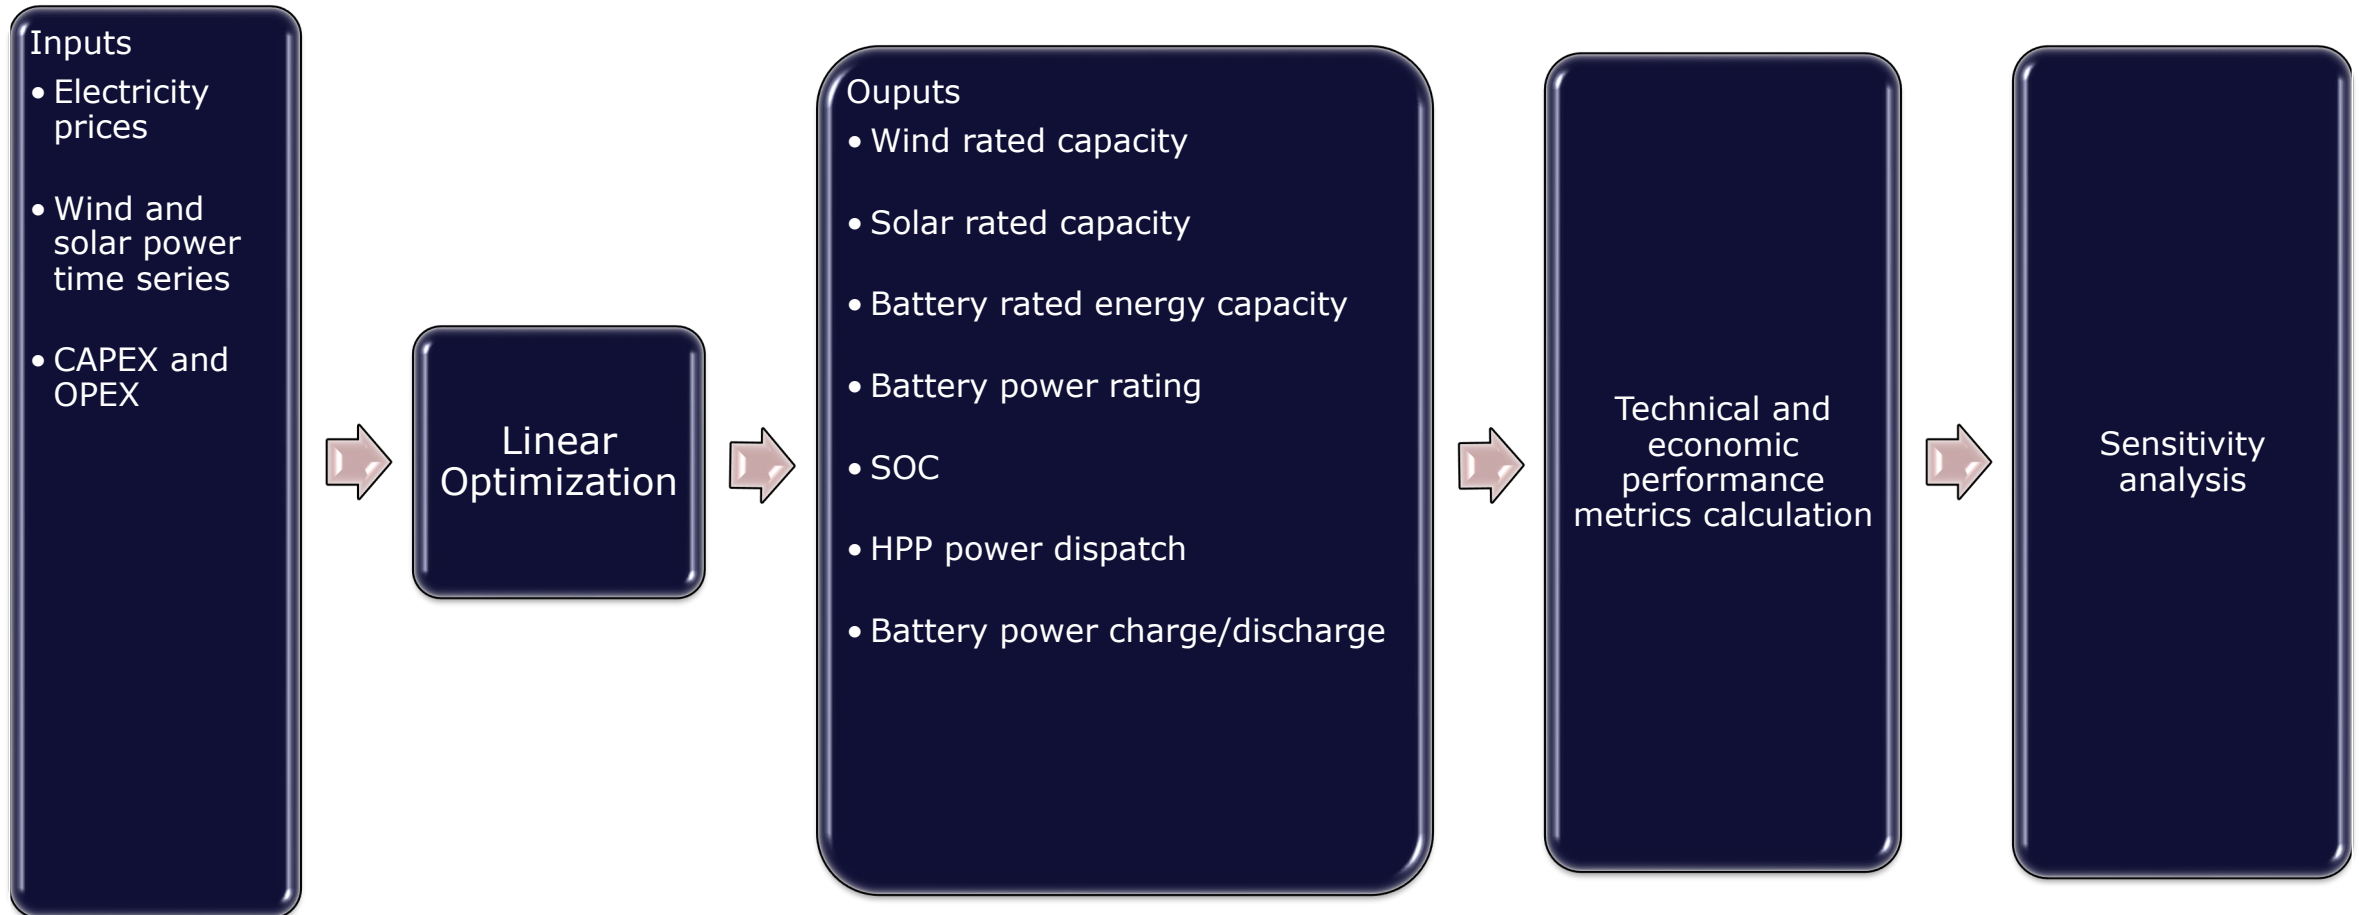 Inputs
• Electricity
prices
• Wind and
solar power
time series
• CAPEX and
OPEX
Linear
Optimization
Ouputs
• Wind rated capacity
• Solar rated capacity
• Battery rated energy capacity
• Battery power rating
• SOC
• HPP power dispatch
• Battery power charge/discharge
Technical and
economic
performance
metrics calculation
Sensitivity
analysis